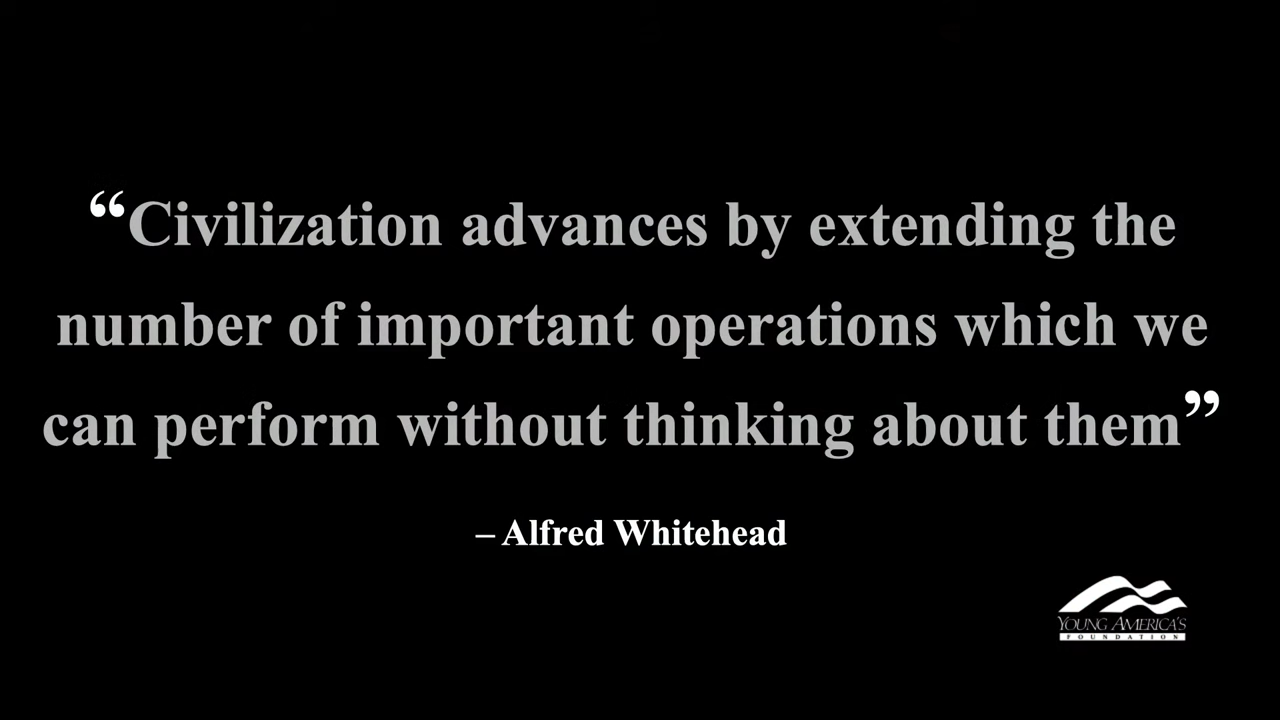 “Civilization advances by extending the
number of important operations which we
can perform without thinking about them”
– Alfred Whitehead
YOUNG AMERICA'S
FOUNDATION